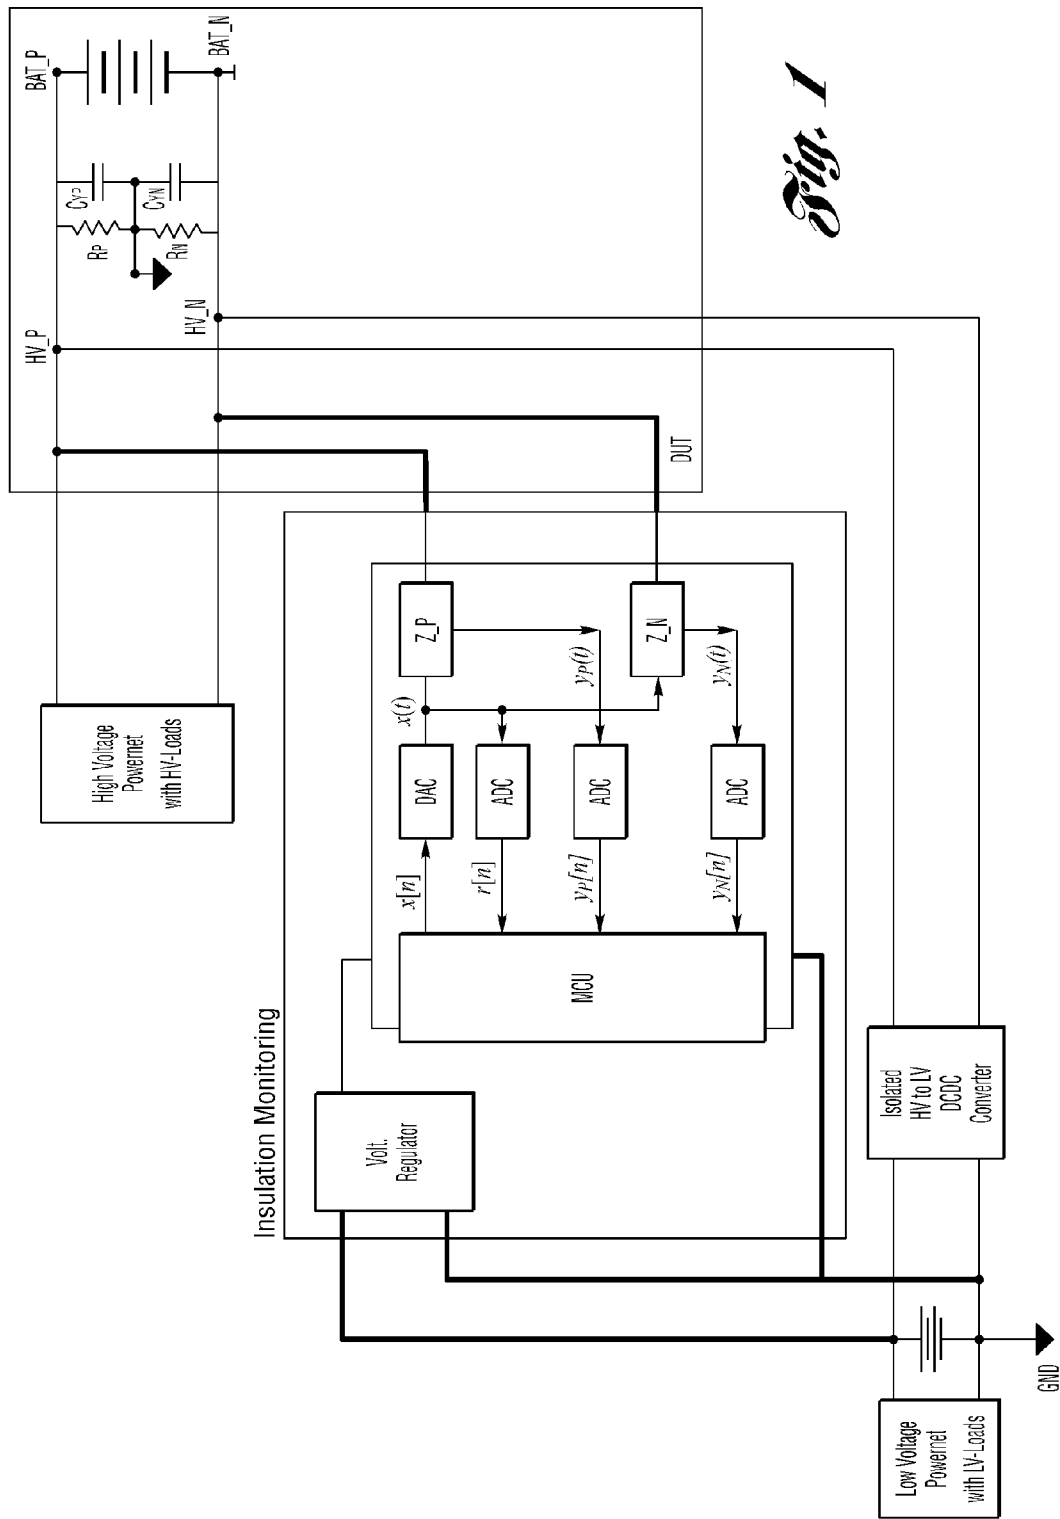 Insulation Monitoring
Low Voltage
Powernet
with LV-Loads
GND
Volt.
Regulator
Isolated
HV to LV
DCDC
Converter
MCU
x[n]
r[n]
yP[n]
yN[n]
DAC
ADC
ADC
ADC
x(t)
yP(t)
yN(t)
Z_P
Z_N
High Voltage
Powernet
with HV-Loads
DUT
HV_P
HV_N
RP
RN
CYP
CYN
BAT_P
BAT_N
Fig. 1